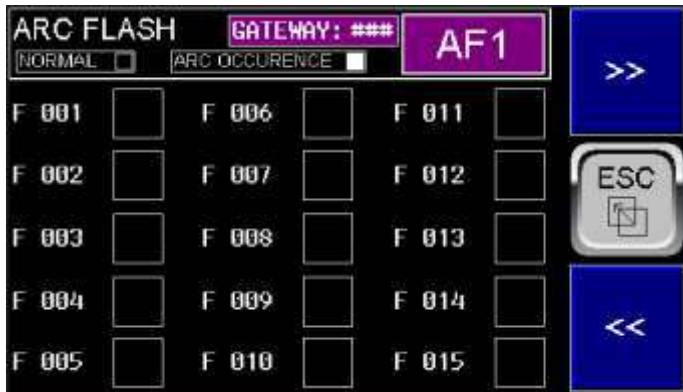 ARC FLASH GATEWAY: ### AF1
NORMAL ARC OCCURENCE
>>
F 001 F 006 F 011
F 002 F 007 F 012
ESC
F 003 F 008 F 013
F 004 F 009 F 014
<<
F 005 F 010 F 015